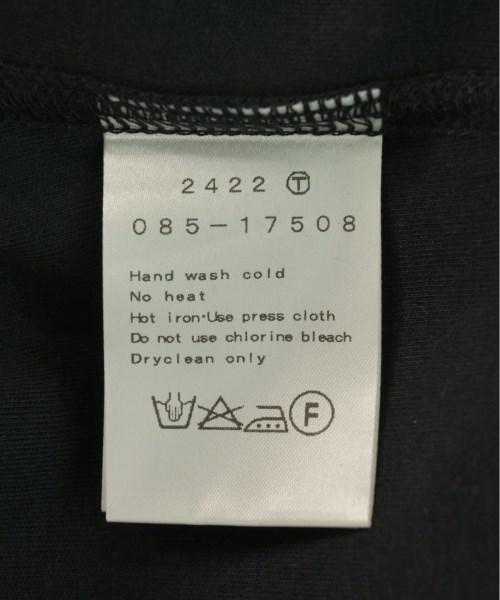 2422 Ⓣ
085-17508
Hand wash cold
No heat
Hot iron·Use press cloth
Do not use chlorine bleach
Dryclean only
F